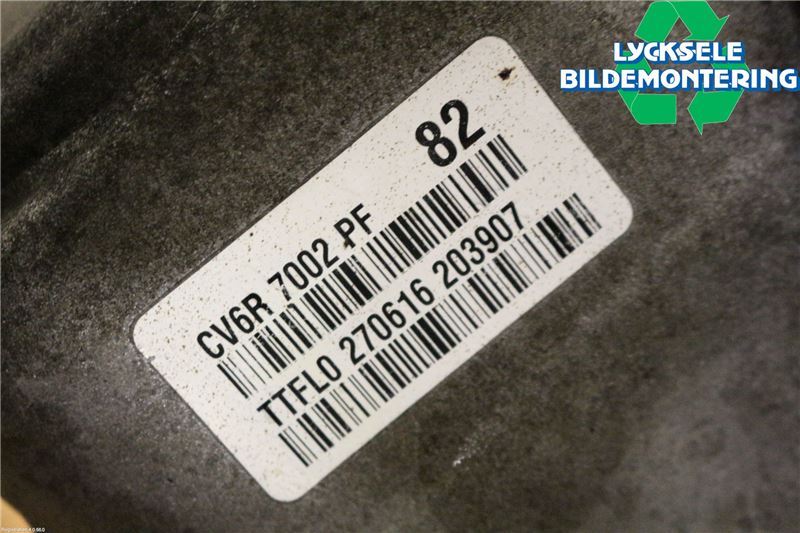 LYCKSELE
BILDEMONTERING
82
CV6R 7002 PF
TTFL0 270616 203907